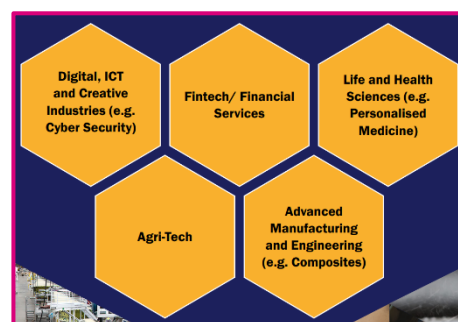 Digital, ICT
and Creative
Industries (e.g.
Cyber Security)
Fintech/ Financial
Services
Life and Health
Sciences (e.g.
Personalised
Medicine)
Agri-Tech
Advanced
Manufacturing
and Engineering
(e.g. Composites)